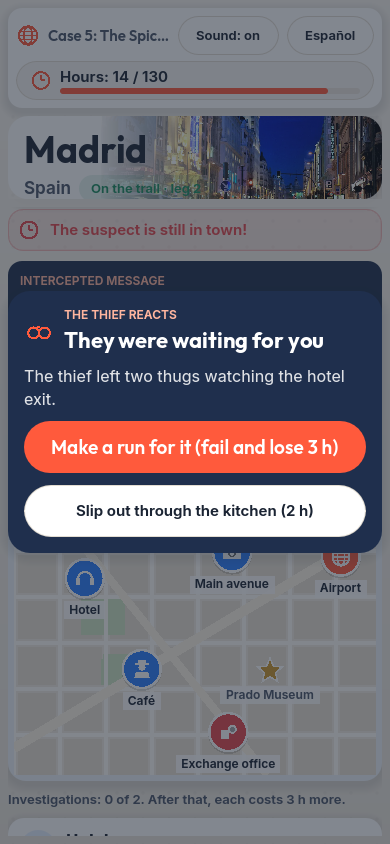 Case 5: The Spic...
Sound: on
Español
Hours: 14 / 130
Madrid
Spain
On the trail · leg 2
The suspect is still in town!
INTERCEPTED MESSAGE
THE THIEF REACTS
They were waiting for you
The thief left two thugs watching the hotel
exit.
Make a run for it (fail and lose 3 h)
Slip out through the kitchen (2 h)
Main avenue
Airport
Hotel
Prado Museum
Café
Exchange office
Investigations: 0 of 2. After that, each costs 3 h more.